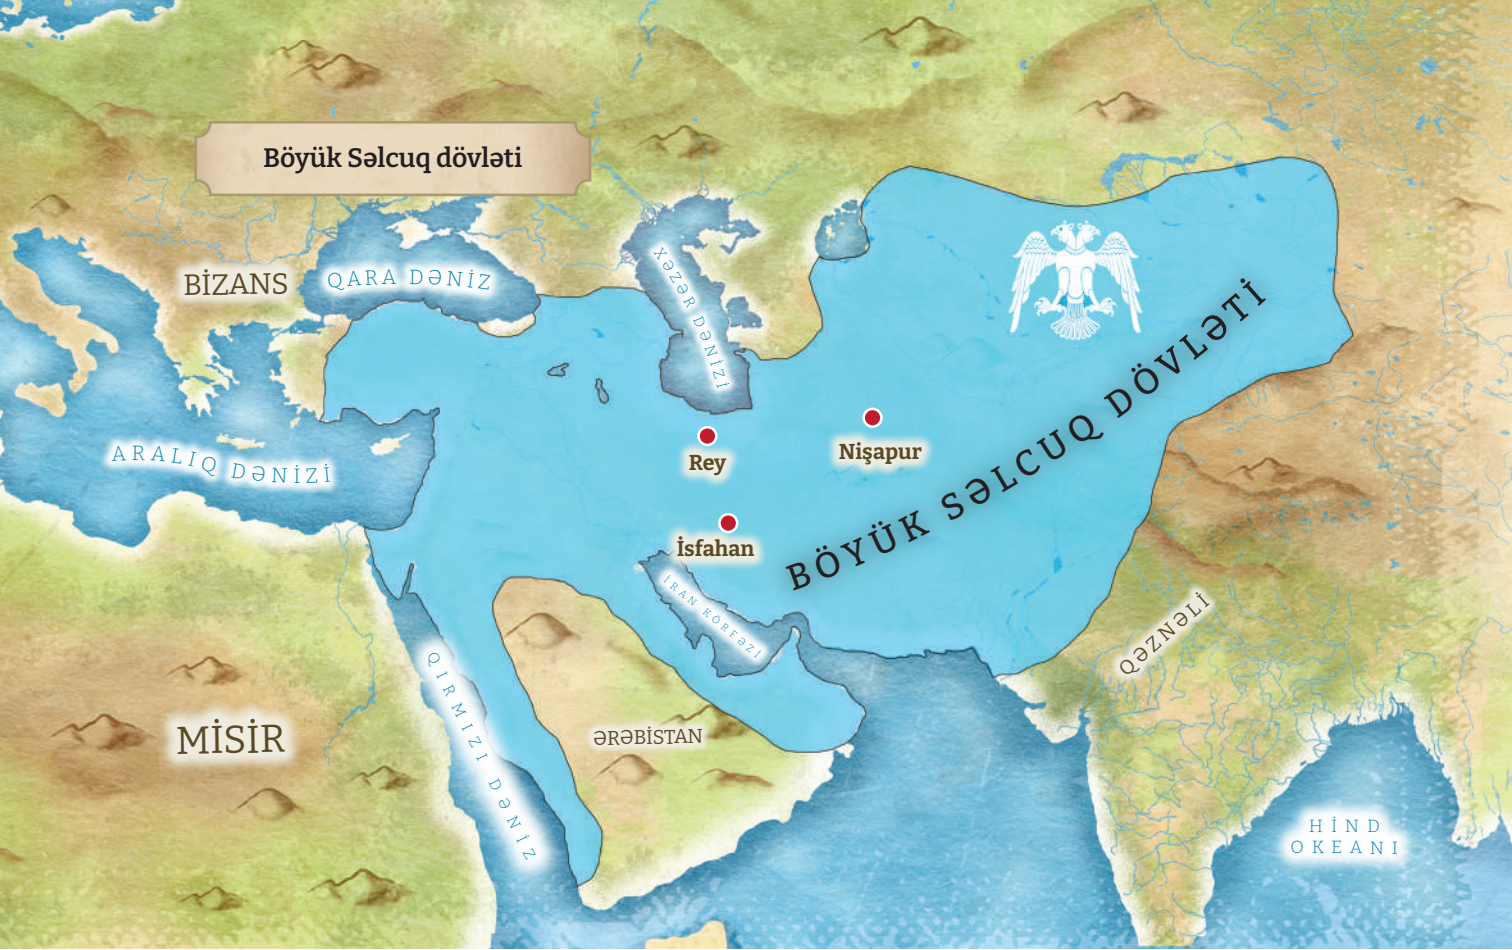 Böyük Səlcuq dövləti
BİZANS
QARA DƏNİZ
XƏZƏR DƏNİZİ
ARALIQ DƏNİZİ
Rey
Nişapur
İsfahan
BÖYÜK SƏLCUQ DÖVLƏTİ
İRAN KÖRFƏZİ
QƏZNƏLİ
QIRMIZI DƏNİZ
MİSİR
ƏRƏBİSTAN
HİND
OKEANI